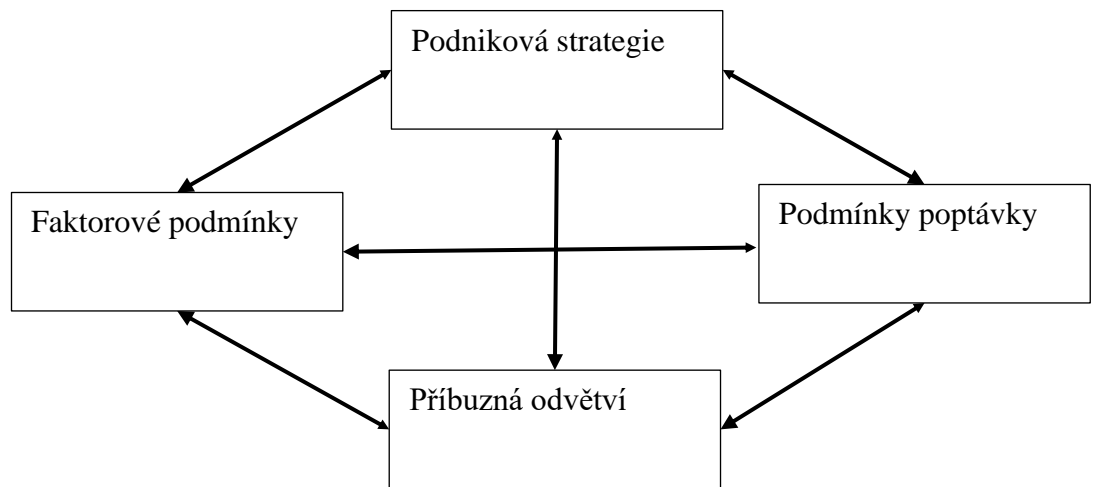 Podniková strategie
Faktorové podmínky
Podmínky poptávky
Příbuzná odvětví